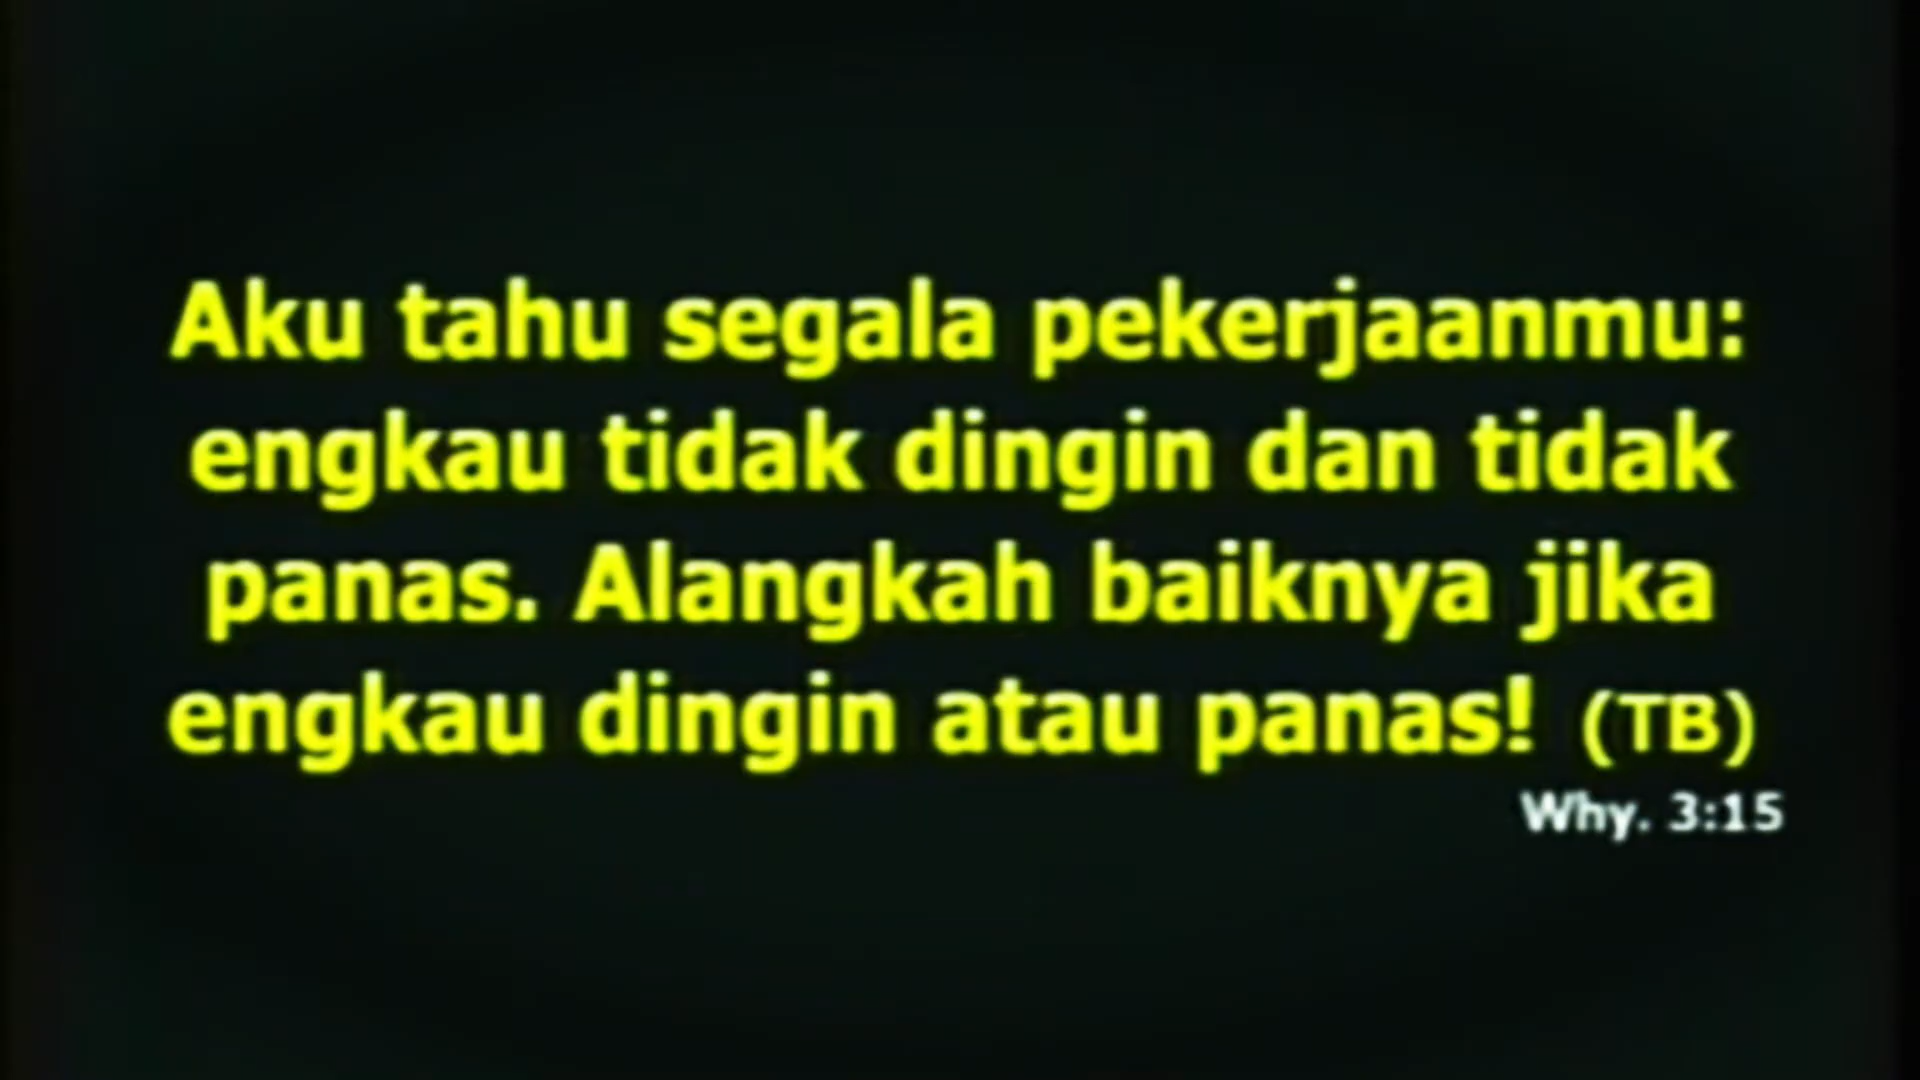 Aku tahu segala pekerjaanmu:
engkau tidak dingin dan tidak
panas. Alangkah baiknya jika
engkau dingin atau panas! (TB)
Why. 3:15